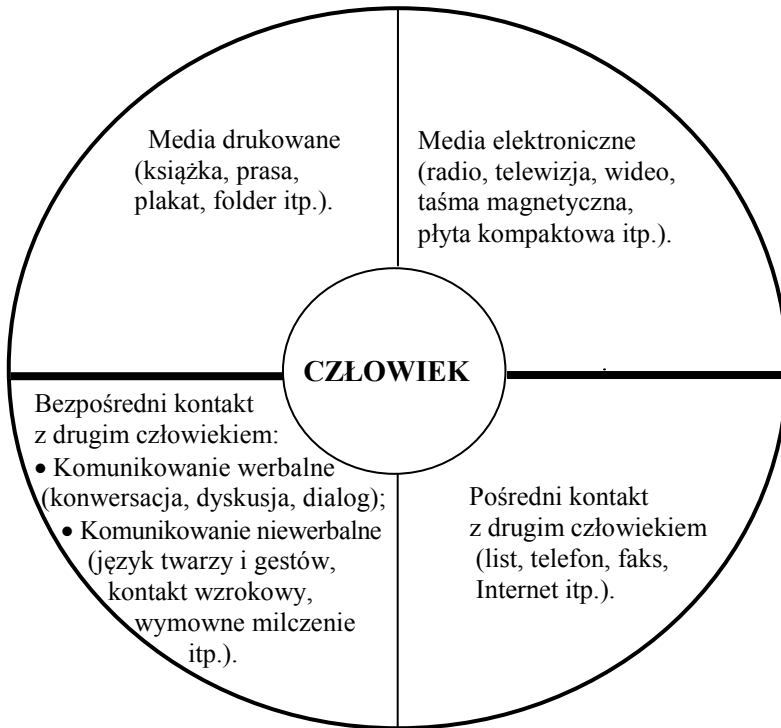 Media drukowane
(książka, prasa,
plakat, folder itp.).
Media elektroniczne
(radio, telewizja, wideo,
taśma magnetyczna,
płyta kompaktowa itp.).
CZŁOWIEK
Bezpośredni kontakt
z drugim człowiekiem:
• Komunikowanie werbalne
(konwersacja, dyskusja, dialog);
• Komunikowanie niewerbalne
(język twarzy i gestów,
kontakt wzrokowy,
wymowne milczenie
itp.).
Pośredni kontakt
z drugim człowiekiem
(list, telefon, faks,
Internet itp.).